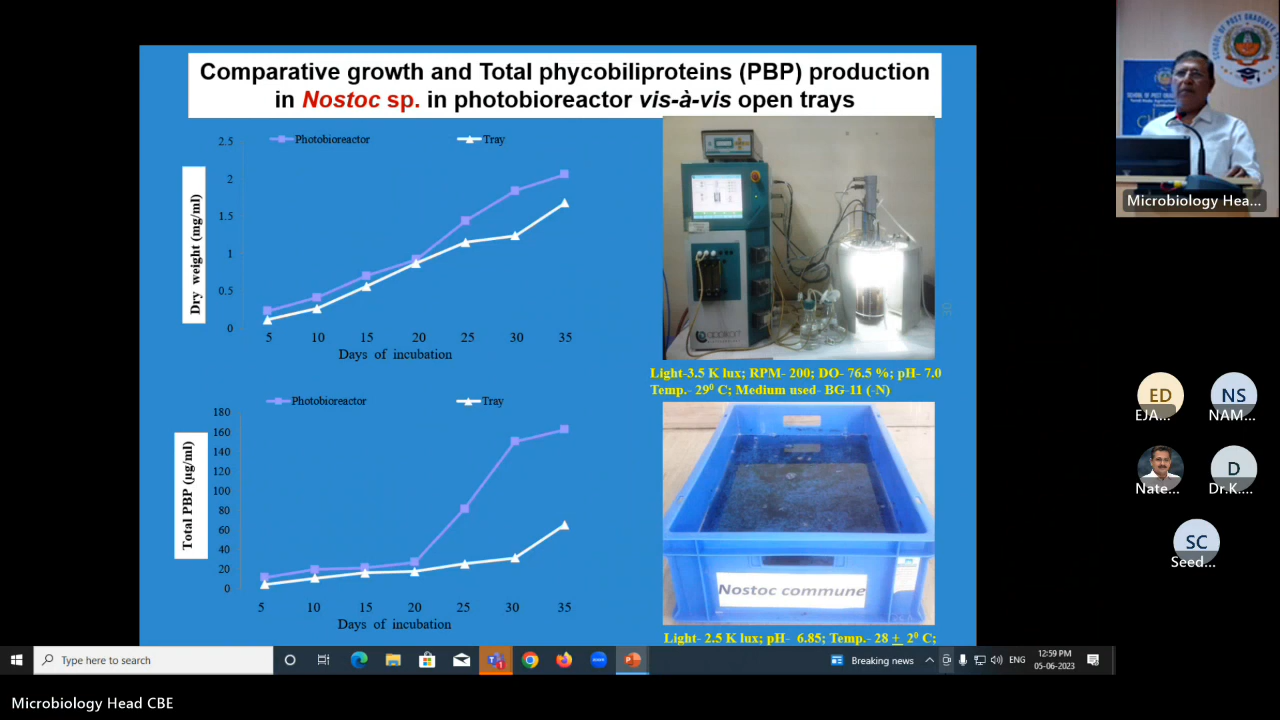 Comparative growth and Total phycobiliproteins (PBP) production
in Nostoc sp. in photobioreactor vis-à-vis open trays
Photobioreactor
Tray
Dry weight (mg/ml)
2.5
2
1.5
1
0.5
0
5 10 15 20 25 30 35
Days of incubation
Light-3.5 K lux; RPM- 200; DO- 76.5 %; pH- 7.0
Temp.- 29⁰ C; Medium used- BG-11 (-N)
Photobioreactor
Tray
Total PBP (µg/ml)
180
160
140
120
100
80
60
40
20
0
5 10 15 20 25 30 35
Days of incubation
Nostoc commune
Light- 2.5 K lux; pH- 6.85; Temp.- 28 ± 2⁰ C;
SCHOOL OF POST GRADUATE
Microbiology Hea...
ED
EJA...
NS
NAM...
Nate...
D
Dr.K....
SC
Seed...
Type here to search
Breaking news
ENG
12:59 PM
05-06-2023
Microbiology Head CBE